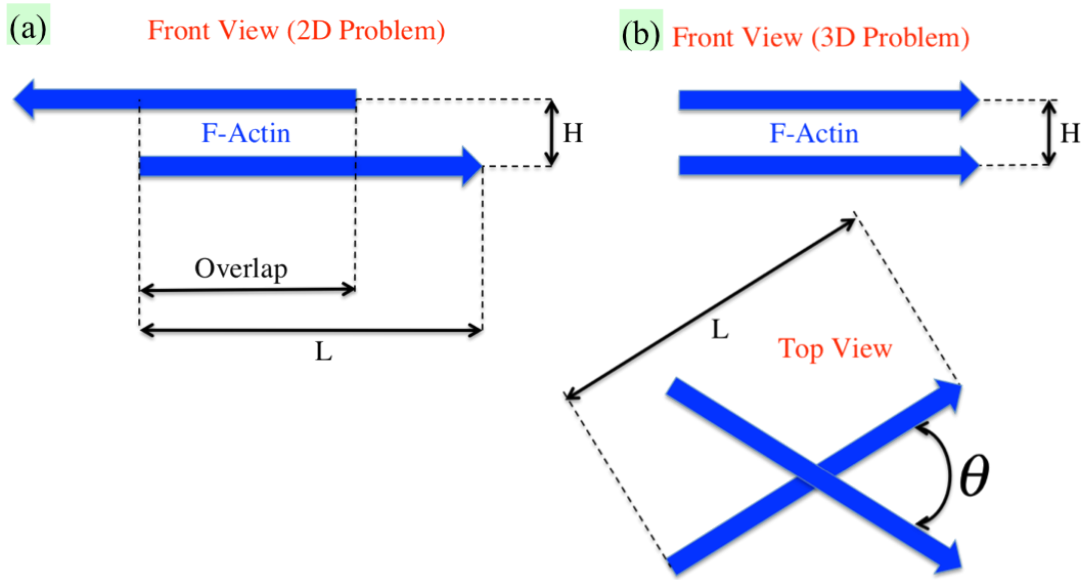 (a)
Front View (2D Problem)
F-Actin
H
Overlap
L
(b)
Front View (3D Problem)
F-Actin
H
L
Top View
θ